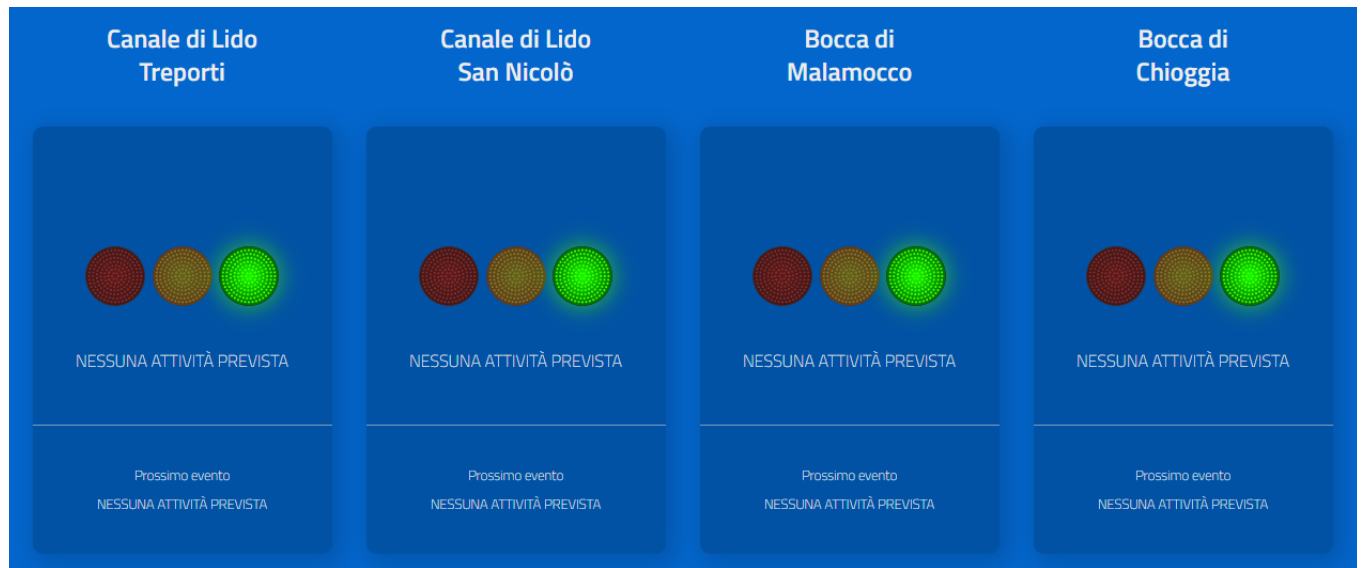 Canale di Lido
Treporti
Canale di Lido
San Nicolò
Bocca di
Malamocco
Bocca di
Chioggia
NESSUNA ATTIVITÀ PREVISTA
NESSUNA ATTIVITÀ PREVISTA
NESSUNA ATTIVITÀ PREVISTA
NESSUNA ATTIVITÀ PREVISTA
Prossimo evento
NESSUNA ATTIVITÀ PREVISTA
Prossimo evento
NESSUNA ATTIVITÀ PREVISTA
Prossimo evento
NESSUNA ATTIVITÀ PREVISTA
Prossimo evento
NESSUNA ATTIVITÀ PREVISTA